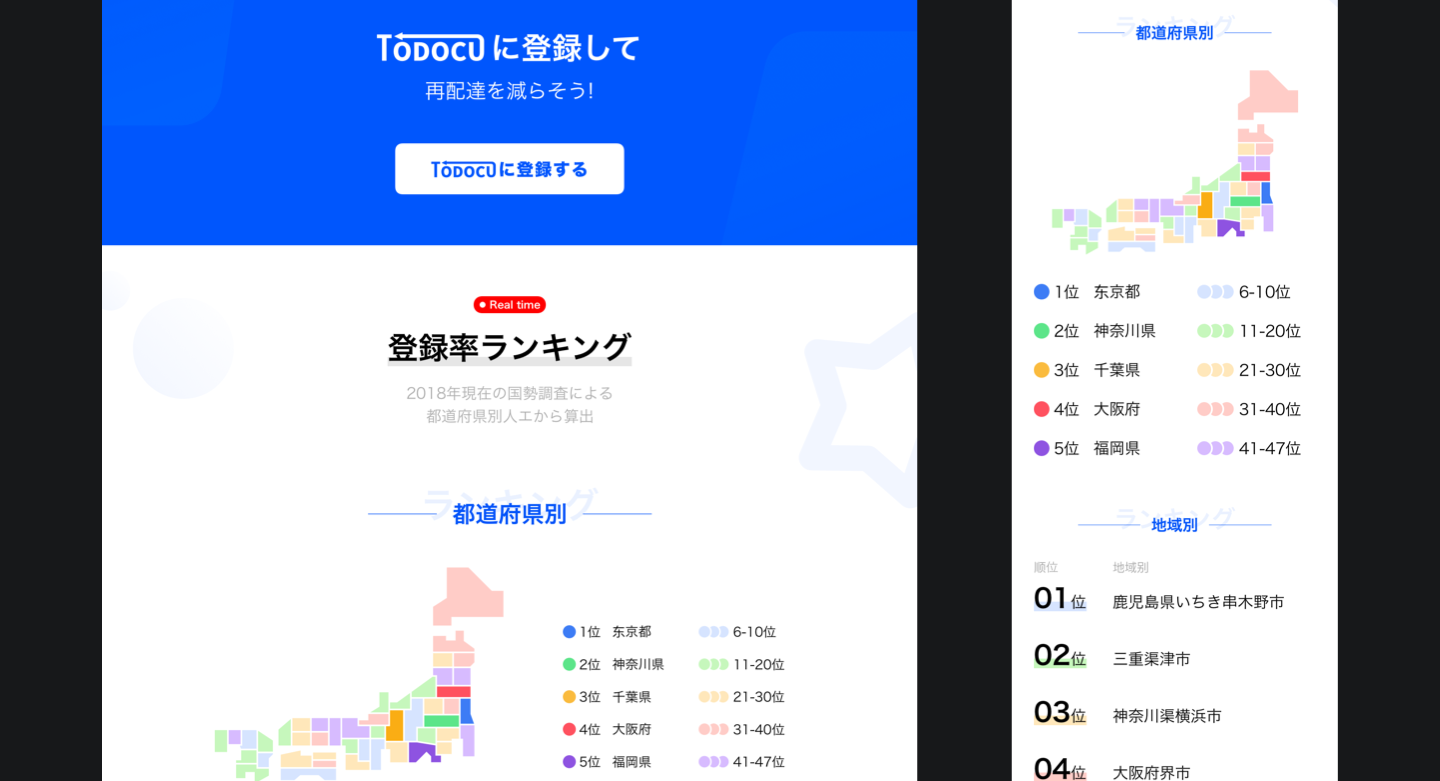 TODOCUに登録して
再配達を減らそう!
TODOCUに登録する
Real time
登録率ランキング
2018年現在の国勢調査による
都道府県別人工から算出
ランキング
都道府県別
1位 东京都 6-10位
2位 神奈川県 11-20位
3位 千葉県 21-30位
4位 大阪府 31-40位
5位 福岡県 41-47位
ランキング
都道府県別
1位 东京都 6-10位
2位 神奈川県 11-20位
3位 千葉県 21-30位
4位 大阪府 31-40位
5位 福岡県 41-47位
ランキング
地域別
順位 地域別
01位 鹿児島県いちき串木野市
02位 三重渠津市
03位 神奈川渠横浜市
04位 大阪府界市